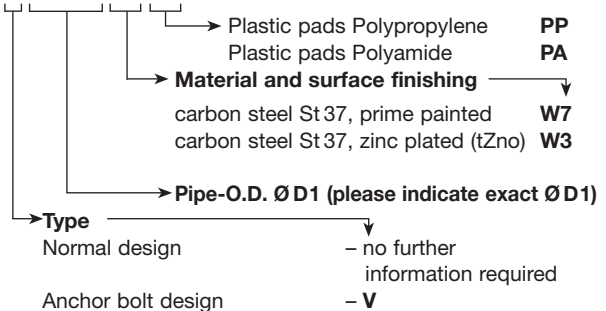 Plastic pads Polypropylene PP
Plastic pads Polyamide PA
Material and surface finishing
carbon steel St 37, prime painted W7
carbon steel St 37, zinc plated (tZno) W3
Pipe-O.D. Ø D1 (please indicate exact Ø D1)
Type
Normal design – no further
information required
Anchor bolt design – V